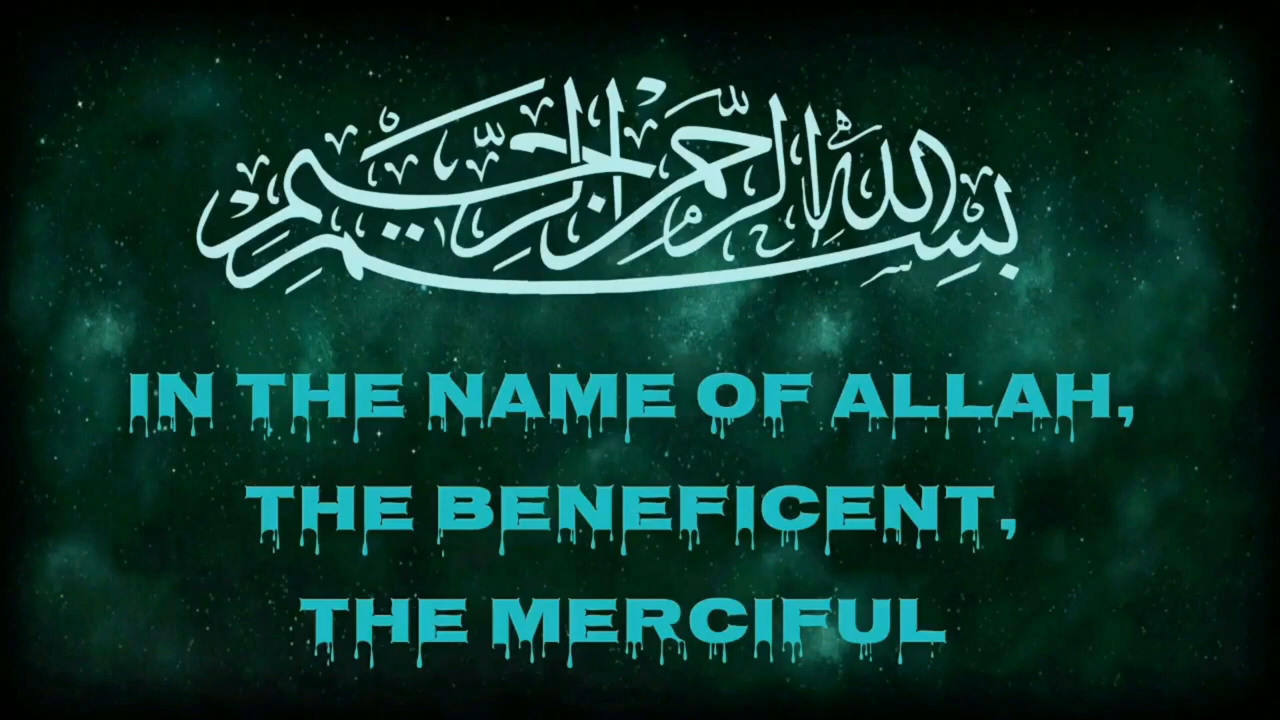 بسم الله الرحمن الرحيم
IN THE NAME OF ALLAH,
THE BENEFICENT,
THE MERCIFUL